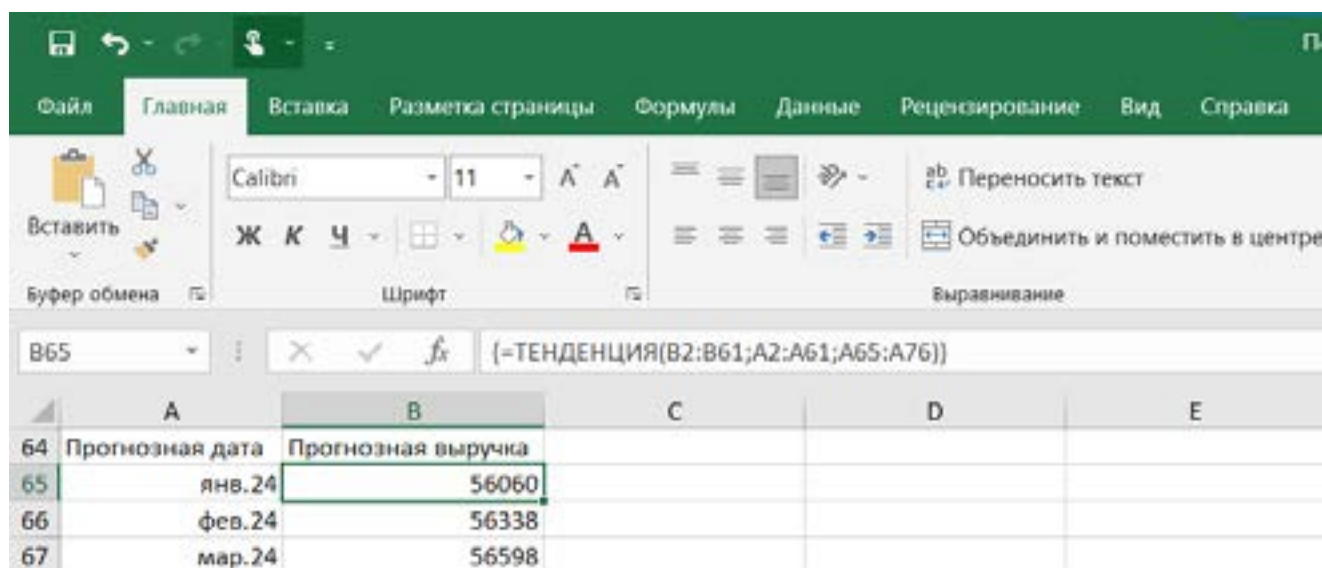 Файл Главная Вставка Разметка страницы Формулы Данные Рецензирование Вид Справка
Calibri 11 Переносить текст
Вставить Ж К Ч А Объединить и поместить в центре
Буфер обмена Шрифт Выравнивание
B65 fx {=ТЕНДЕНЦИЯ(B2:B61;A2:A61;A65:A76)}
A B C D E
64 Прогнозная дата Прогнозная выручка
65 янв.24 56060
66 фев.24 56338
67 мар.24 56598